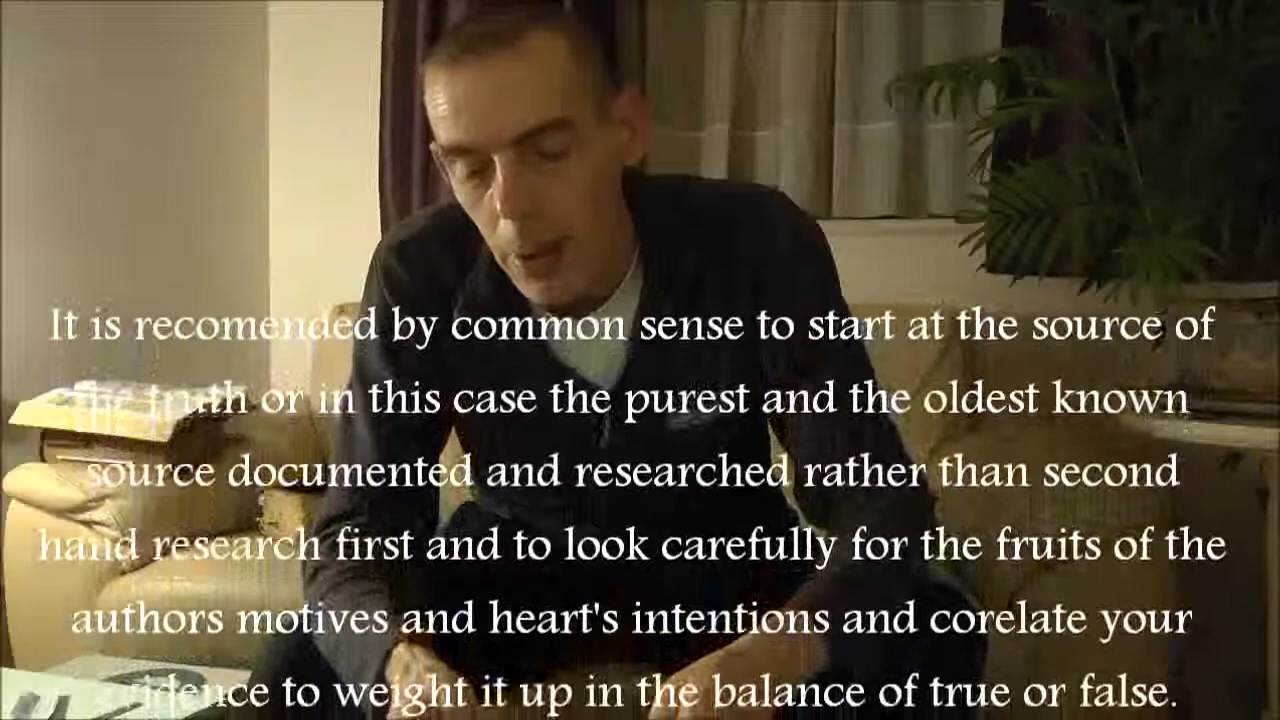 It is recomended by common sense to start at the source of
the truth or in this case the purest and the oldest known
source documented and researched rather than second
hand research first and to look carefully for the fruits of the
authors motives and heart's intentions and corelate your
evidence to weight it up in the balance of true or false.